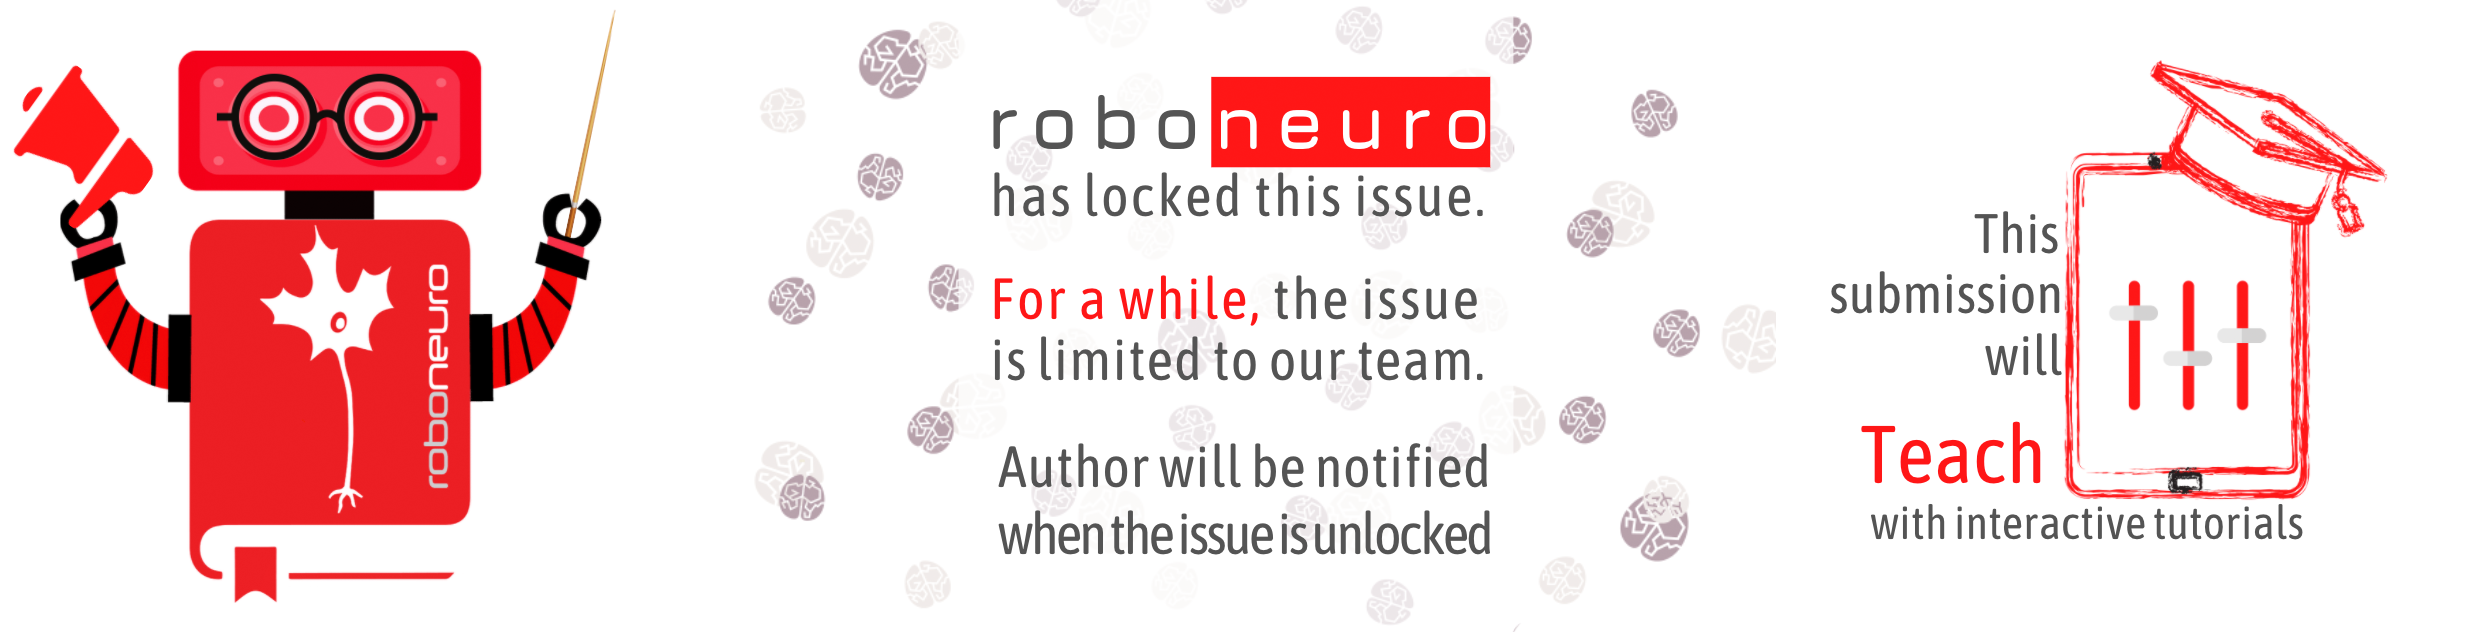 roboneuro
roboneuro
has locked this issue.
For a while, the issue
is limited to our team.
Author will be notified
when the issue is unlocked
This
submission
will
Teach
with interactive tutorials